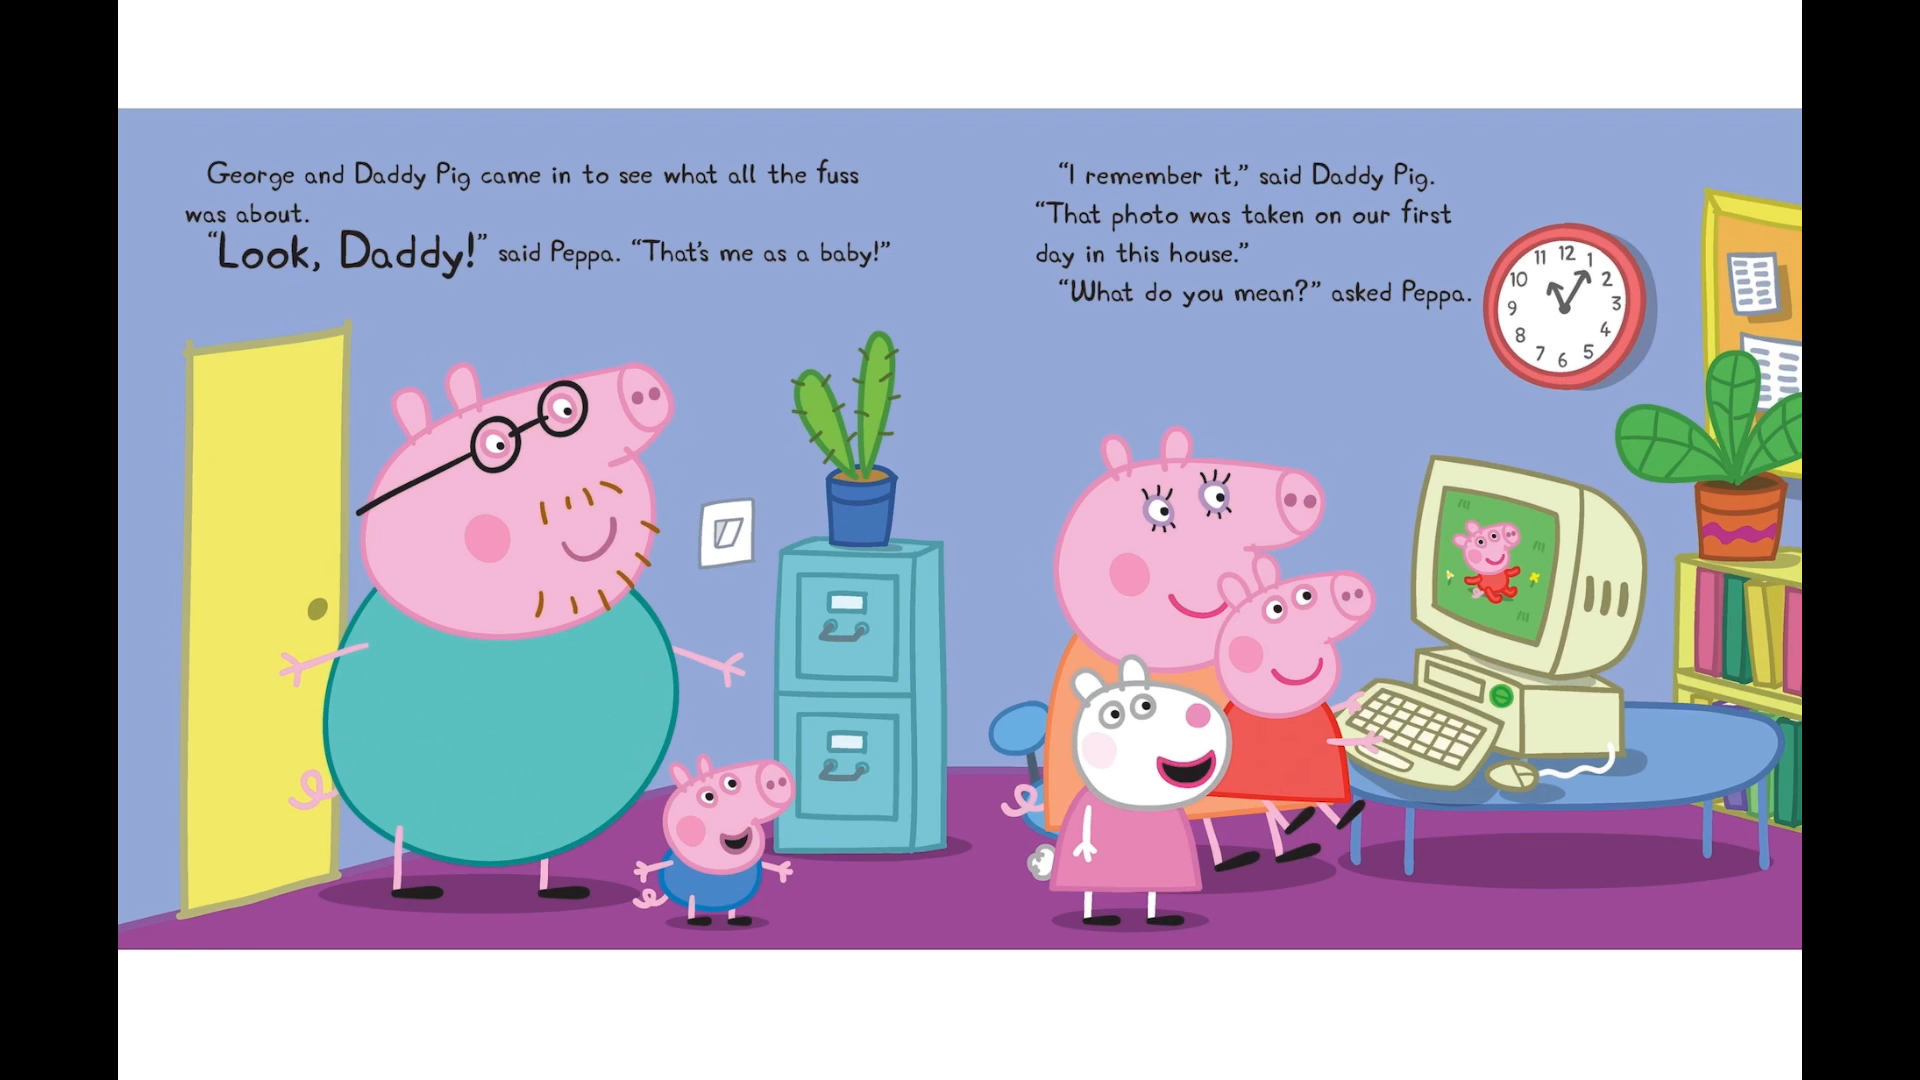 George and Daddy Pig came in to see what all the fuss
was about.
“Look, Daddy!” said Peppa. “That’s me as a baby!”
“I remember it,” said Daddy Pig.
“That photo was taken on our first
day in this house.”
“What do you mean?” asked Peppa.
12
1
2
3
4
5
6
7
8
9
10
11